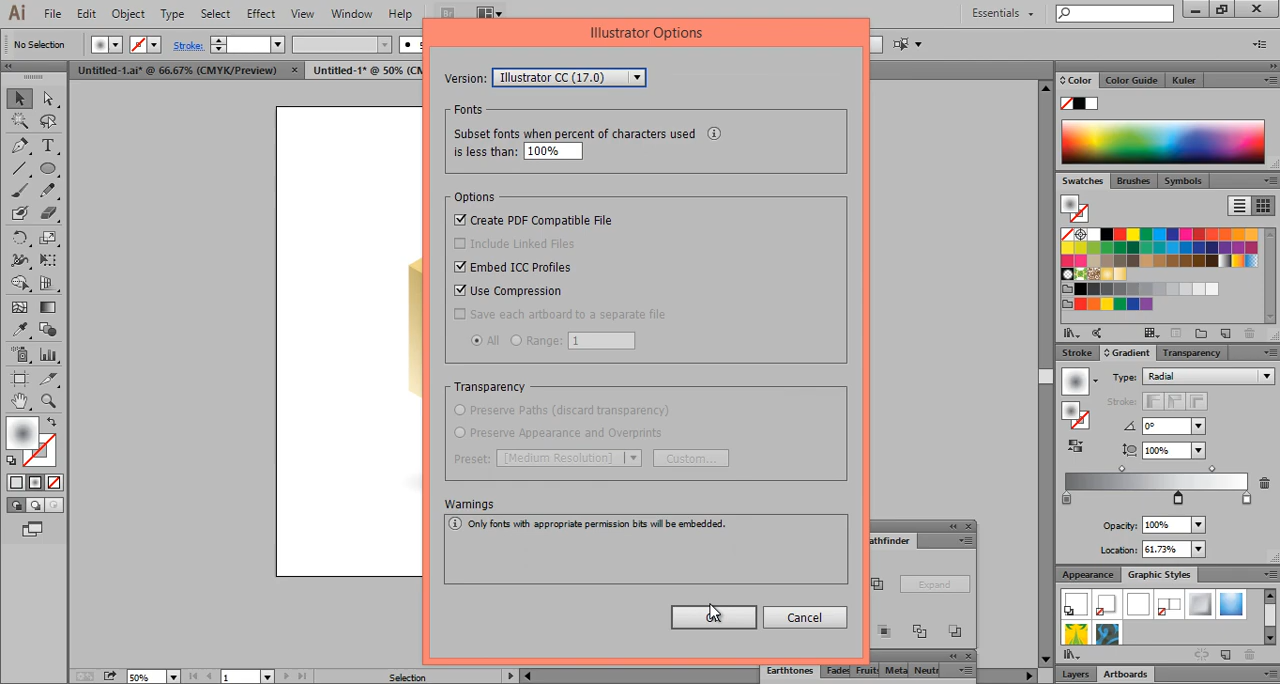 Ai File Edit Object Type Select Effect View Window Help Br Essentials
Illustrator Options
No Selection Stroke:
Untitled-1.ai* @ 66.67% (CMYK/Preview) × Untitled-1* @ 50% (CM
Version: Illustrator CC (17.0)
Fonts
Subset fonts when percent of characters used
is less than: 100%
Options
Create PDF Compatible File
Include Linked Files
Embed ICC Profiles
Use Compression
Save each artboard to a separate file
All Range: 1
Transparency
Preserve Paths (discard transparency)
Preserve Appearance and Overprints
Preset: [Medium Resolution] Custom...
Warnings
Only fonts with appropriate permission bits will be embedded.
Cancel
Color Color Guide Kuler
Swatches Brushes Symbols
Stroke Gradient Transparency
Type: Radial
Stroke:
0°
100%
Opacity: 100%
Location: 61.73%
athfinder
Expand
Appearance Graphic Styles
Earthtones Fades Fruits Meta Neutr
Layers Artboards
50% 1 Selection